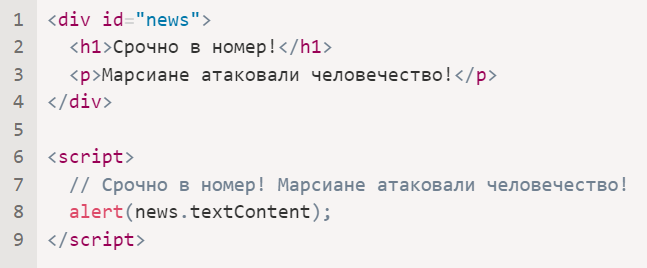 1 <div id="news">
2   <h1>Срочно в номер!</h1>
3   <p>Марсиане атаковали человечество!</p>
4 </div>
5
6 <script>
7   // Срочно в номер! Марсиане атаковали человечество!
8   alert(news.textContent);
9 </script>